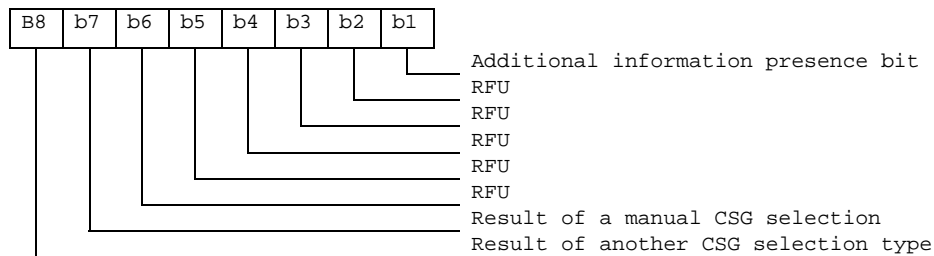 B8 b7 b6 b5 b4 b3 b2 b1
Additional information presence bit
RFU
RFU
RFU
RFU
RFU
Result of a manual CSG selection
Result of another CSG selection type